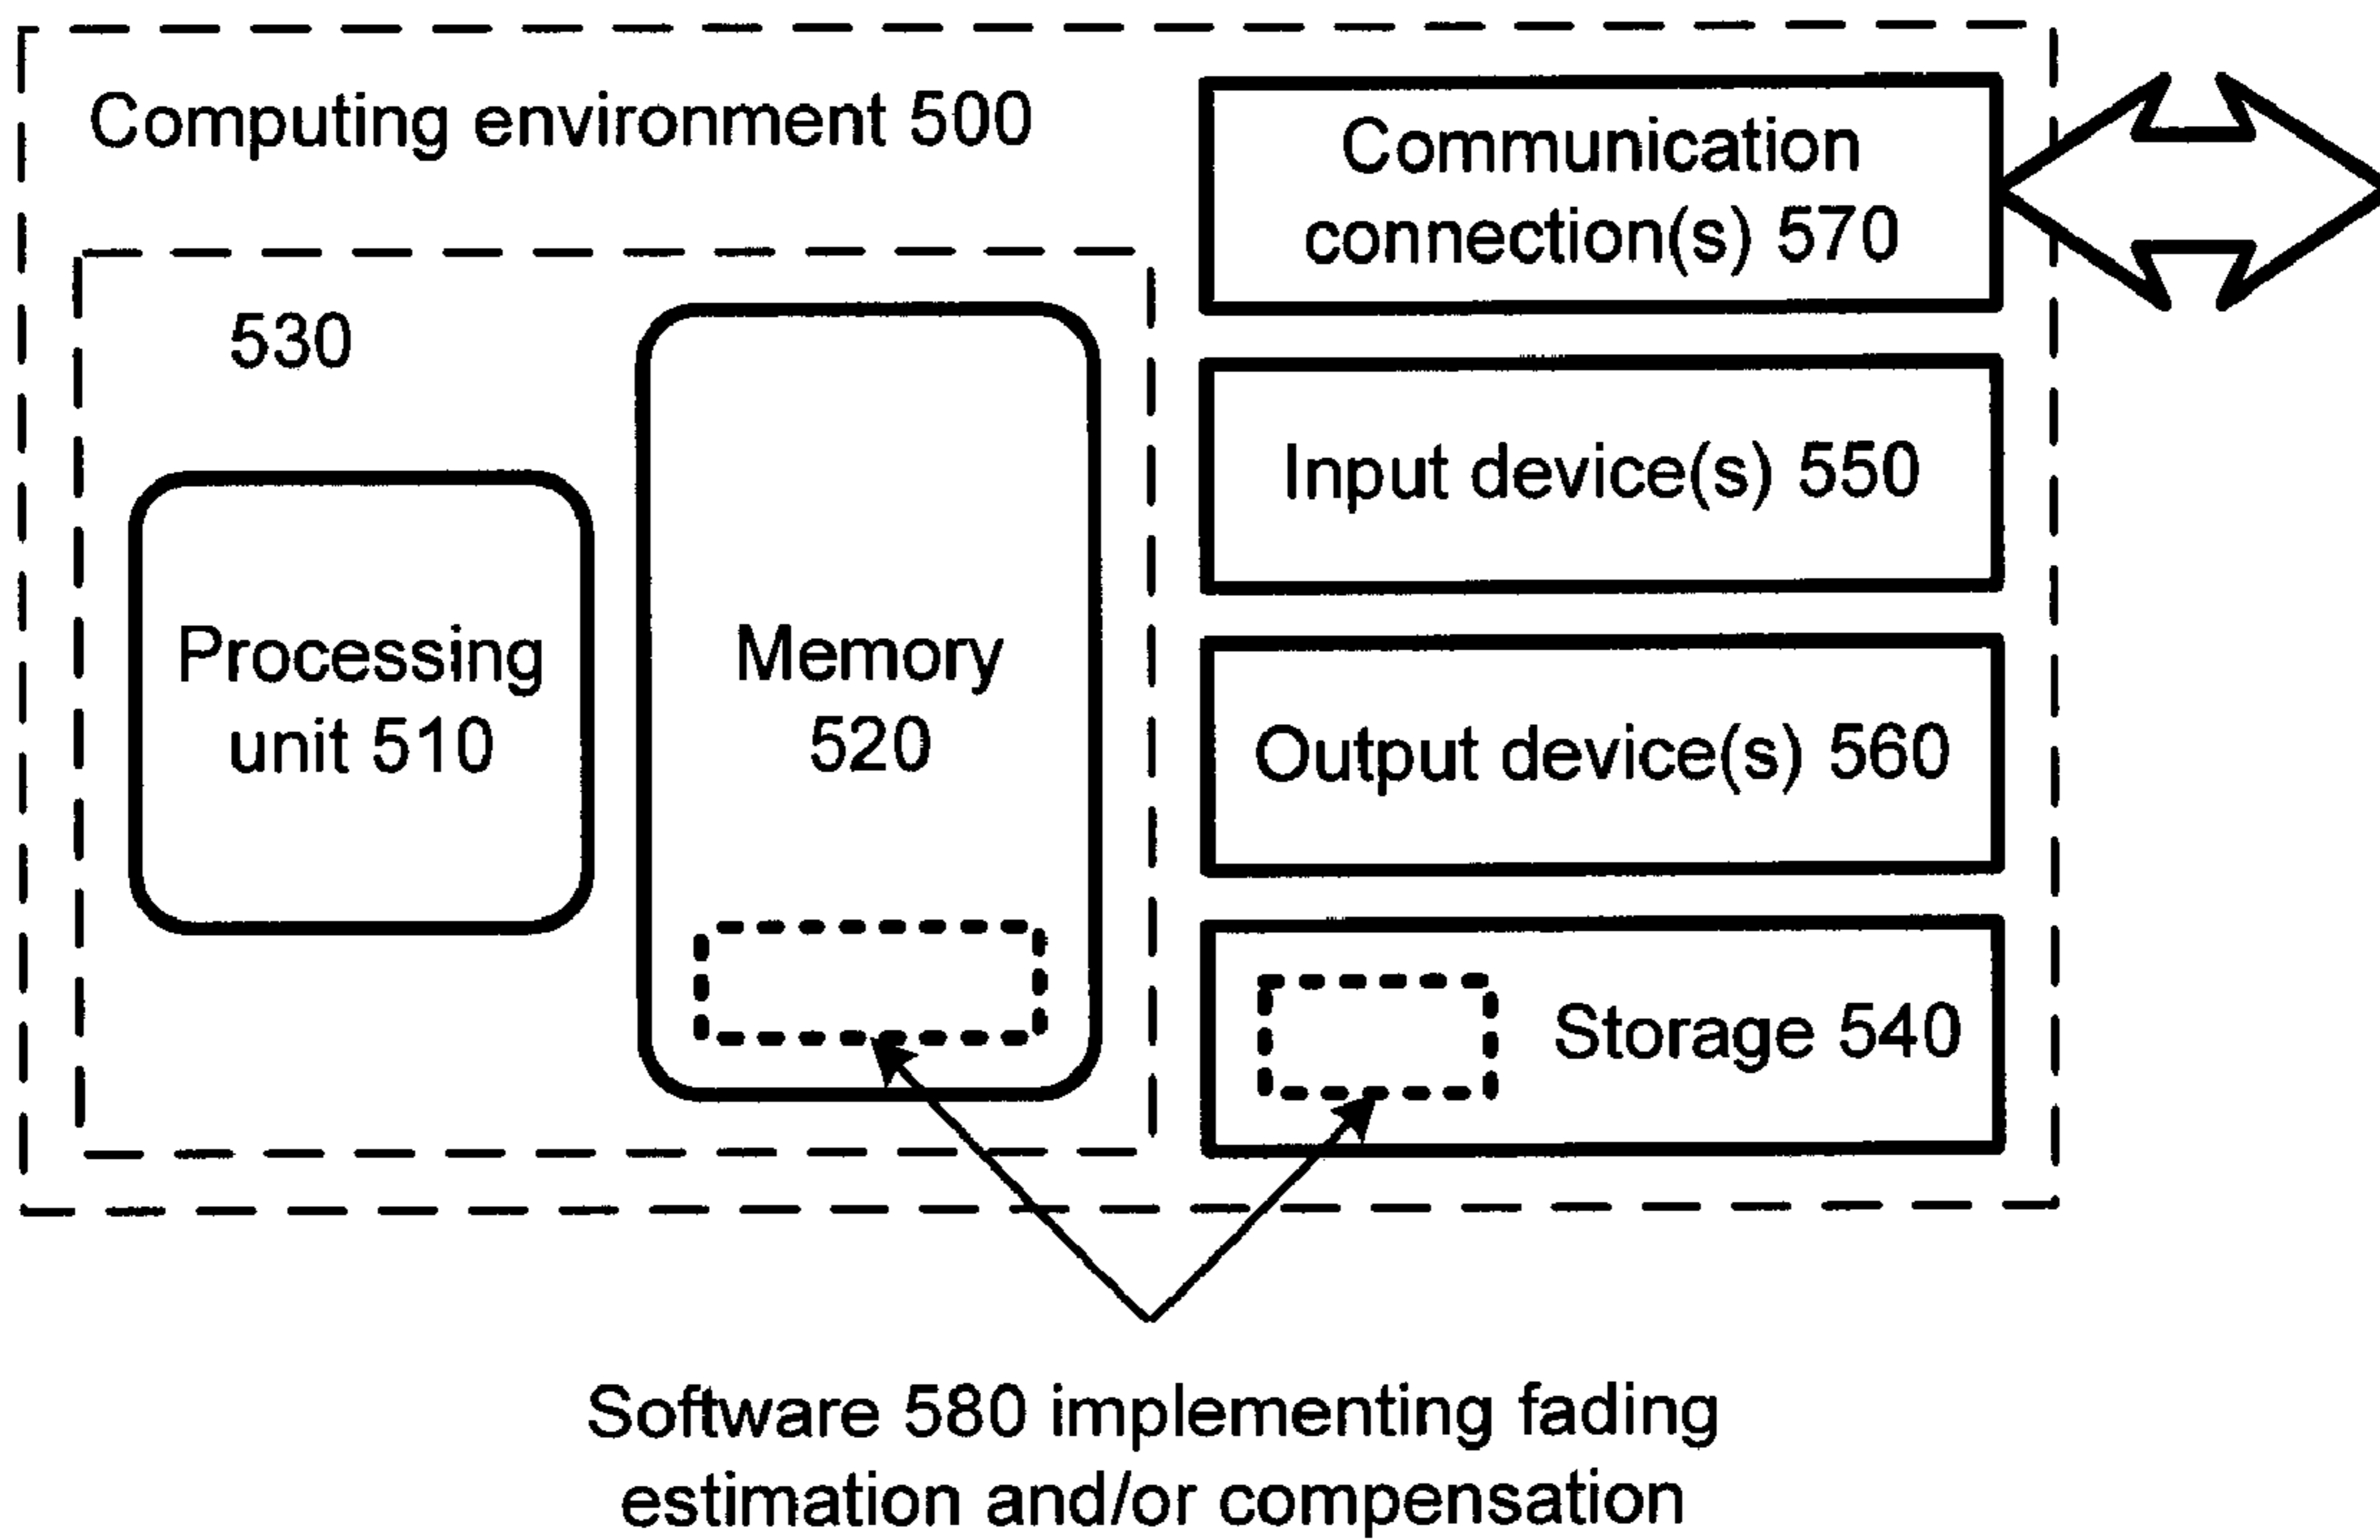 Computing environment 500
Communication
connection(s) 570
530
Input device(s) 550
Processing
unit 510
Memory
520
Output device(s) 560
Storage 540
Software 580 implementing fading
estimation and/or compensation